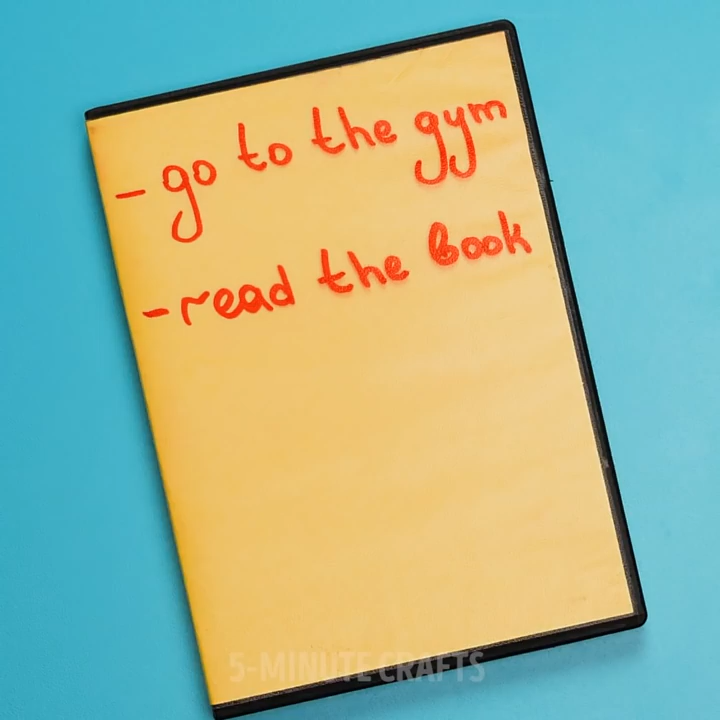 - go to the gym
- read the book
5-MINUTE CRAFTS